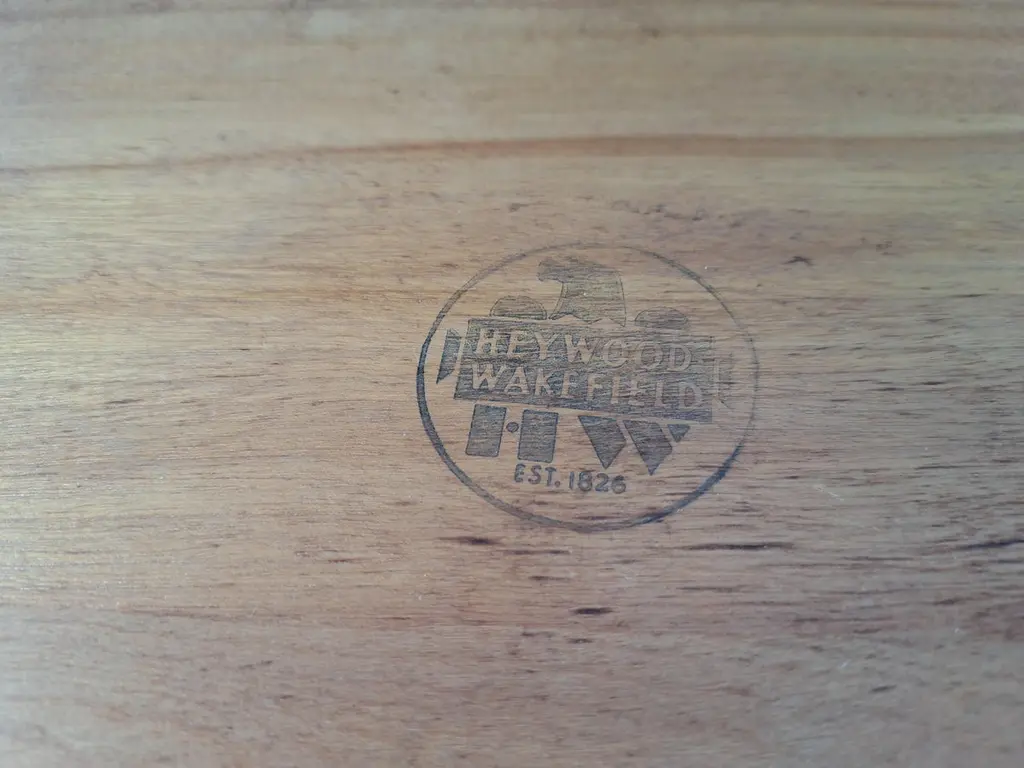 HEYWOOD
WAKEFIELD
H·W
EST. 1826